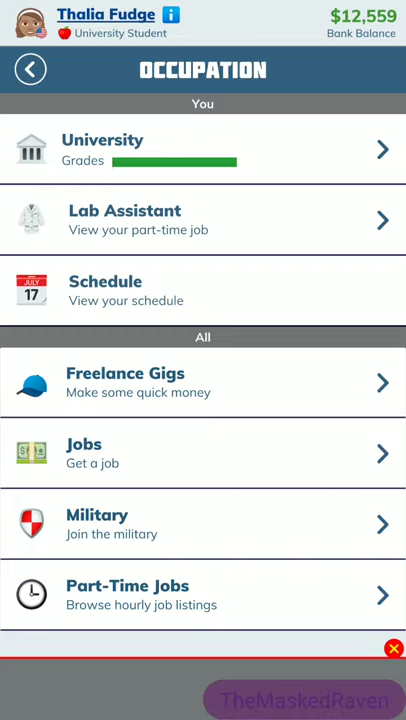 Thalia Fudge
University Student
$12,559
Bank Balance
OCCUPATION
You
University
Grades
Lab Assistant
View your part-time job
JULY
17
Schedule
View your schedule
All
Freelance Gigs
Make some quick money
Jobs
Get a job
Military
Join the military
Part-Time Jobs
Browse hourly job listings
TheMaskedRaven